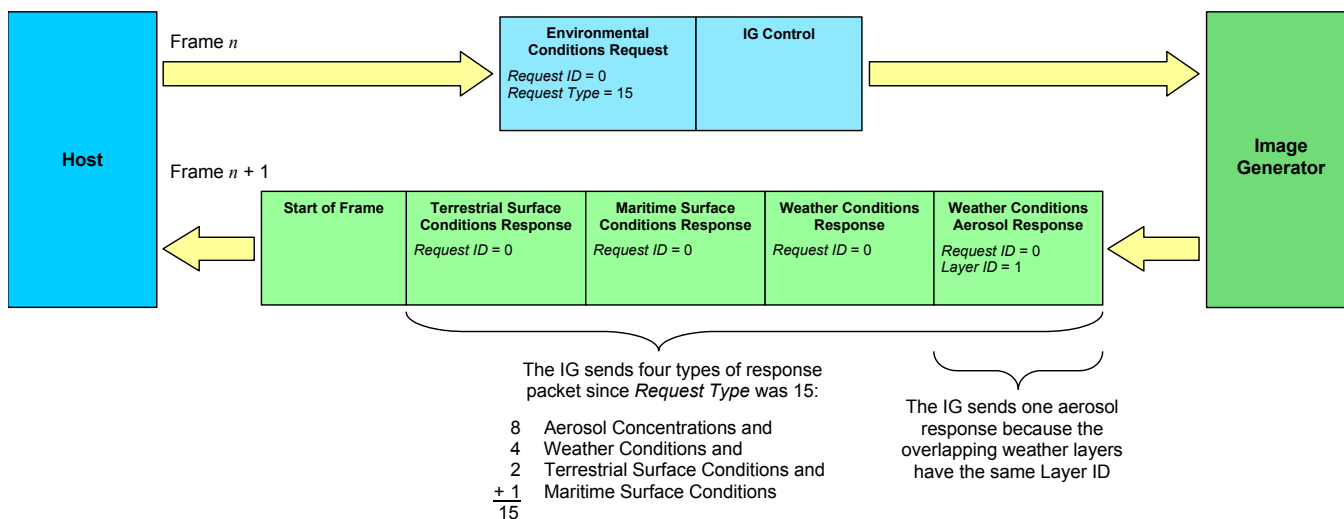 Frame n
Environmental
Conditions Request
Request ID = 0
Request Type = 15
IG Control
Host
Image
Generator
Frame n + 1
Start of Frame
Terrestrial Surface
Conditions Response
Request ID = 0
Maritime Surface
Conditions Response
Request ID = 0
Weather Conditions
Response
Request ID = 0
Weather Conditions
Aerosol Response
Request ID = 0
Layer ID = 1
The IG sends four types of response
packet since Request Type was 15:
8 Aerosol Concentrations and
4 Weather Conditions and
2 Terrestrial Surface Conditions and
+ 1 Maritime Surface Conditions
15
The IG sends one aerosol
response because the
overlapping weather layers
have the same Layer ID